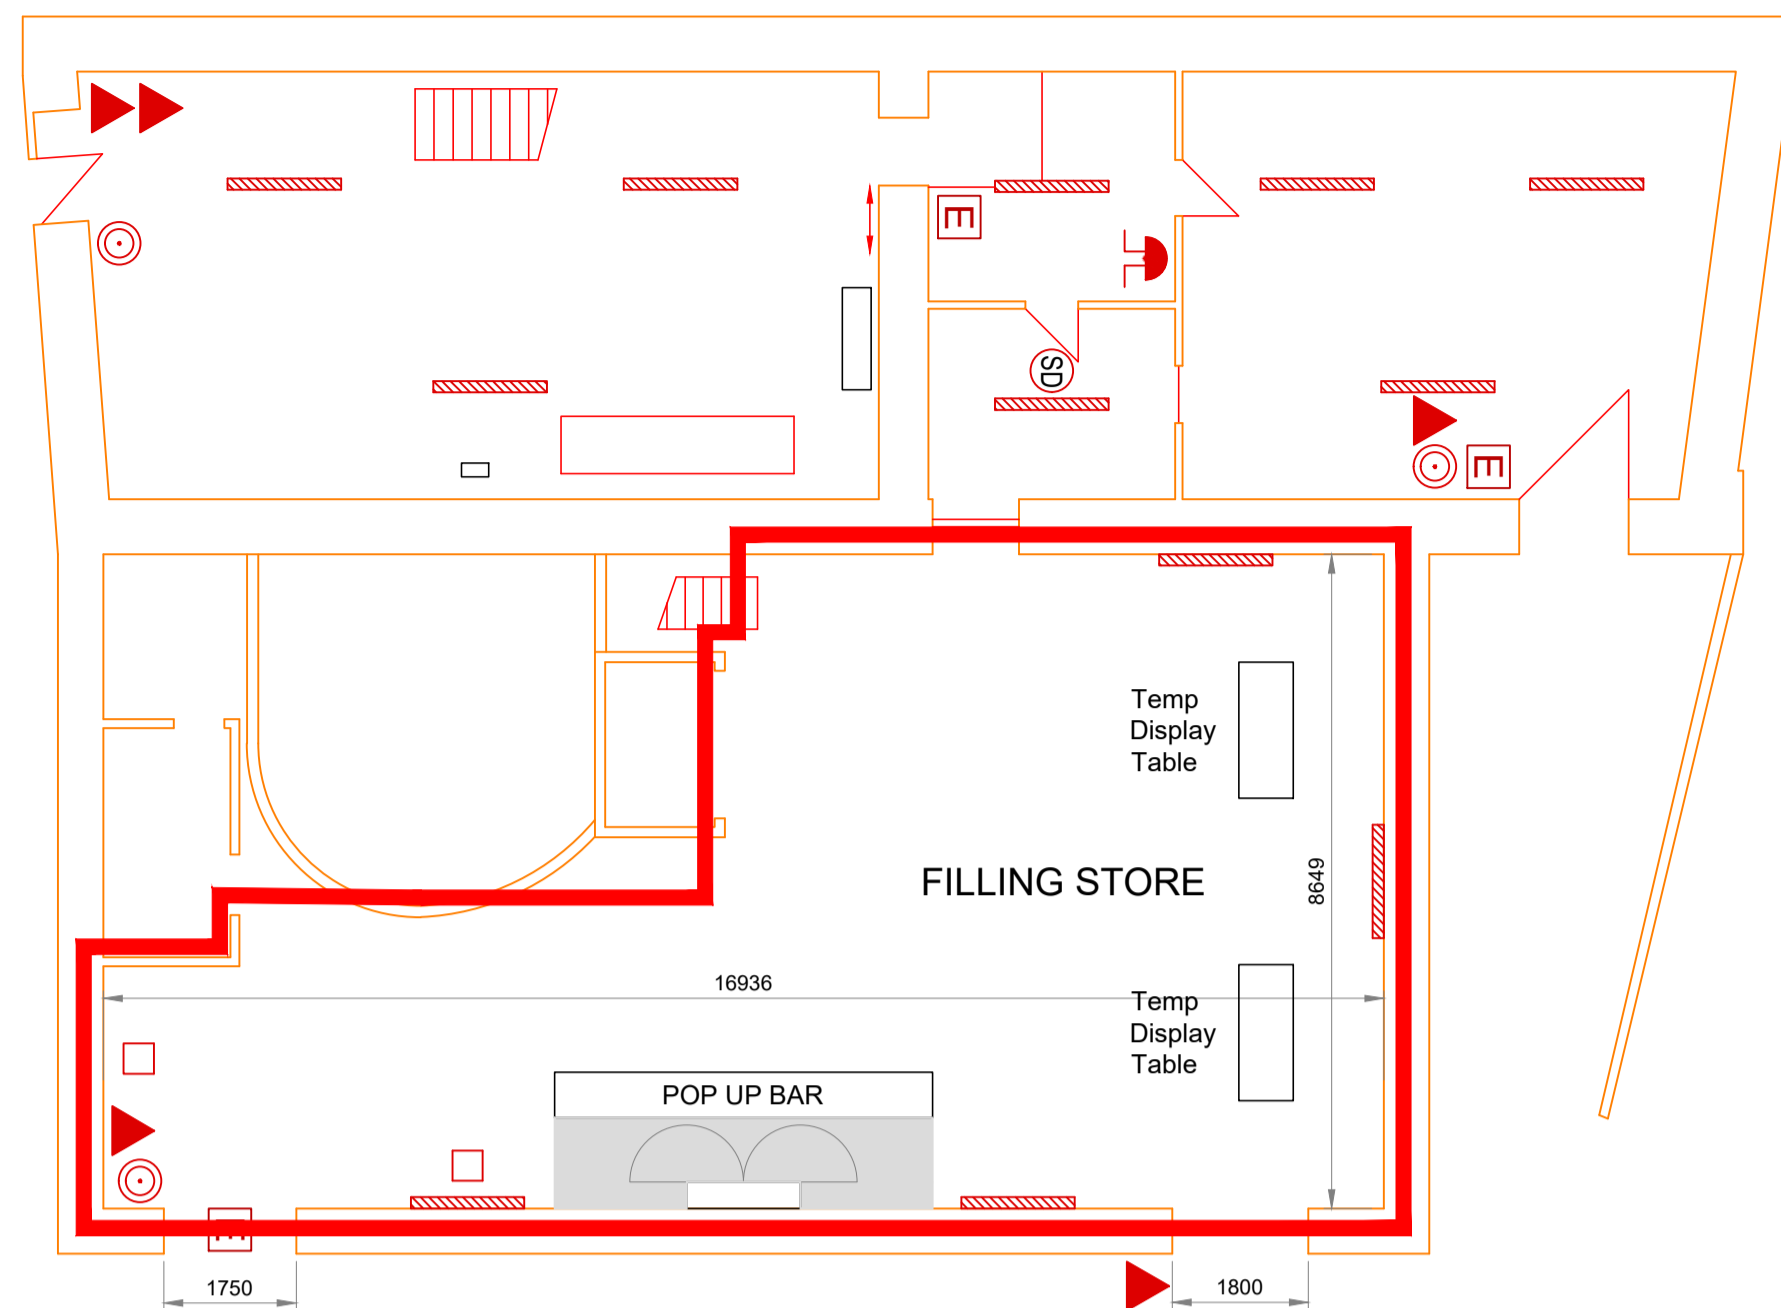 E
SD
E
Temp
Display
Table
FILLING STORE
8649
16936
Temp
Display
Table
POP UP BAR
E
1750
1800